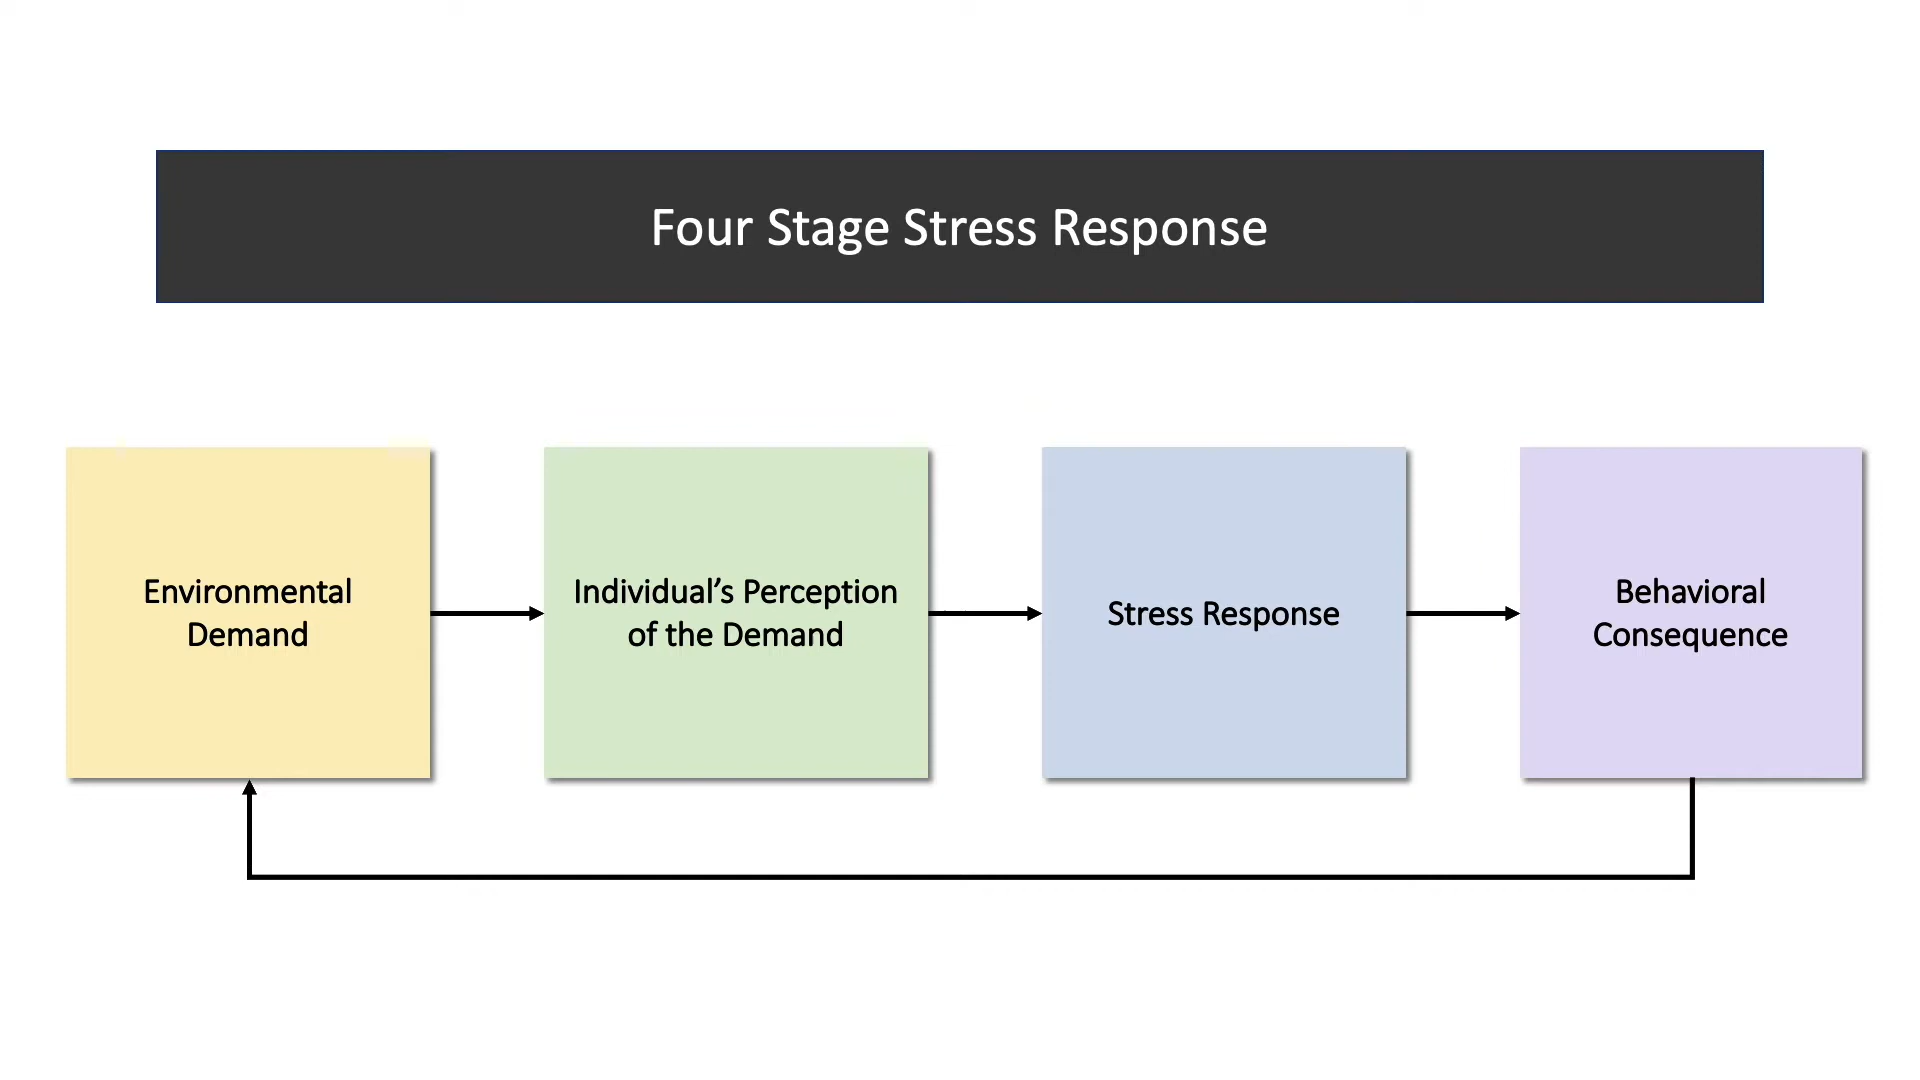 Four Stage Stress Response
Environmental
Demand
Individual’s Perception
of the Demand
Stress Response
Behavioral
Consequence